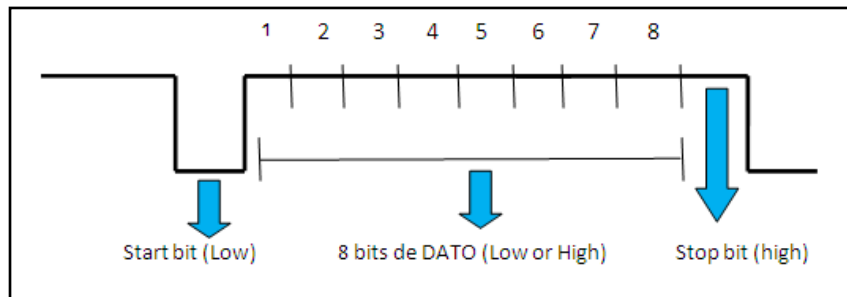 1 2 3 4 5 6 7 8
Start bit (Low) 8 bits de DATO (Low or High) Stop bit (high)